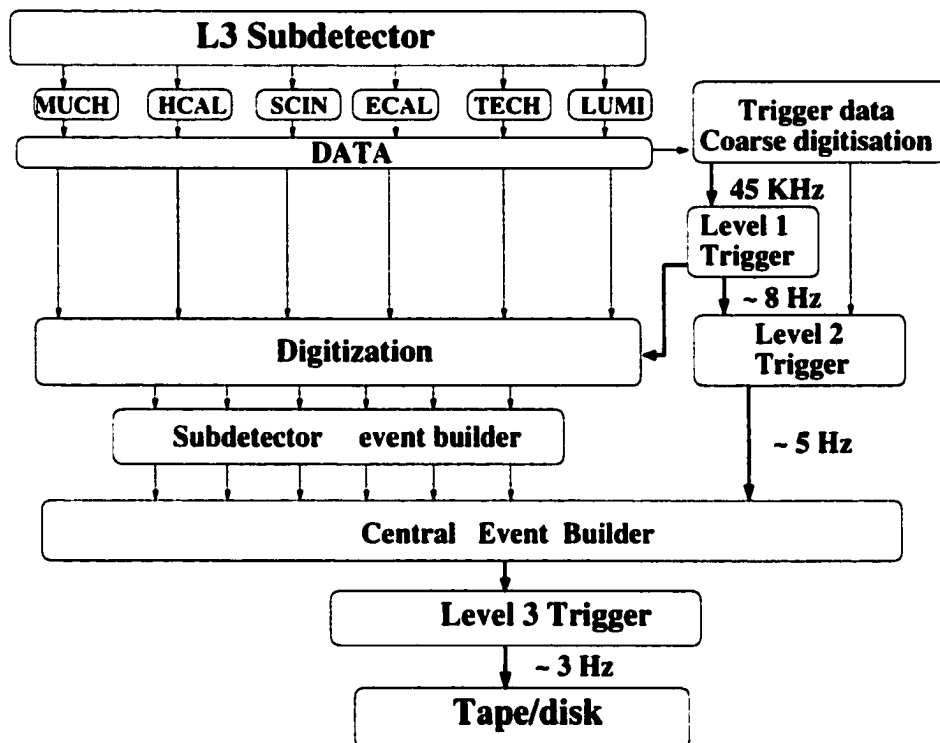 L3 Subdetector
MUCH HCAL SCIN ECAL TECH LUMI
DATA
Trigger data
Coarse digitisation
45 KHz
Level 1
Trigger
~ 8 Hz
Level 2
Trigger
Digitization
~ 5 Hz
Subdetector event builder
Central Event Builder
Level 3 Trigger
~ 3 Hz
Tape/disk